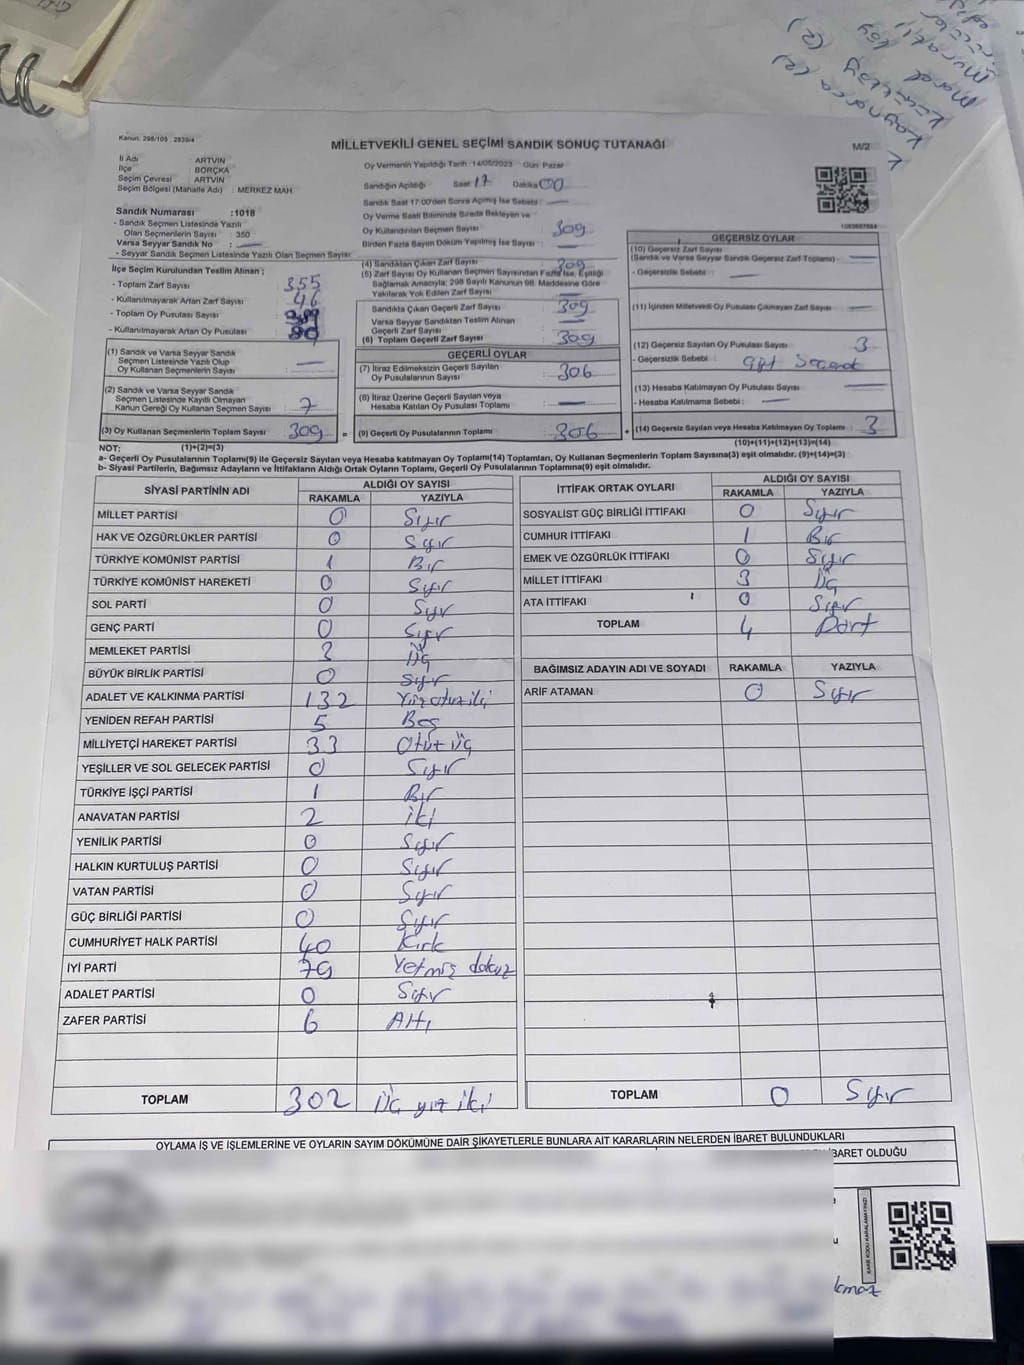 Kanun: 298/105 , 2839/4
MİLLETVEKİLİ GENEL SEÇİMİ SANDIK SONUÇ TUTANAĞI
M/2
İl Adı : ARTVİN
İlçe : BORÇKA
Seçim Çevresi : ARTVİN
Seçim Bölgesi (Mahalle Adı) : MERKEZ MAH.
Oy Vermenin Yapıldığı Tarih :14/05/2023 Gün: Pazar
Sandığın Açıldığı Saat 17 Dakika 00
Sandık Saat 17:00'den Sonra Açılmış İse Sebebi : —
Sandık Numarası :1018
- Sandık Seçmen Listesinde Yazılı
Olan Seçmenlerin Sayısı : 350
Varsa Seyyar Sandık No : —
- Seyyar Sandık Seçmen Listesinde Yazılı Olan Seçmen Sayısı :
Oy Verme Saati Bitiminde Sırada Bekleyen ve
Oy Kullandırılan Seçmen Sayısı : 309
Birden Fazla Sayım Döküm Yapılmış İse Sayısı : —
İlçe Seçim Kurulundan Teslim Alınan ;
- Toplam Zarf Sayısı : 355
- Kullanılmayarak Artan Zarf Sayısı : 46
- Toplam Oy Pusulası Sayısı :
- Kullanılmayarak Artan Oy Pusulası :
(1) Sandık ve Varsa Seyyar Sandık
Seçmen Listesinde Yazılı Olup
Oy Kullanan Seçmenlerin Sayısı : —
(2) Sandık ve Varsa Seyyar Sandık
Seçmen Listesinde Kayıtlı Olmayan
Kanun Gereği Oy Kullanan Seçmen Sayısı : 7
(3) Oy Kullanan Seçmenlerin Toplam Sayısı : 309 =
(4) Sandıktan Çıkan Zarf Sayısı : 309
(5) Zarf Sayısı Oy Kullanan Seçmen Sayısından Fazla İse, Eşitliği
Sağlamak Amacıyla; 298 Sayılı Kanunun 98. Maddesine Göre
Yakılarak Yok Edilen Zarf Sayısı : —
Sandıkta Çıkan Geçerli Zarf Sayısı : 309
Varsa Seyyar Sandıktan Teslim Alınan
Geçerli Zarf Sayısı : —
(6) Toplam Geçerli Zarf Sayısı : 309
GEÇERLİ OYLAR
(7) İtiraz Edilmeksizin Geçerli Sayılan
Oy Pusulalarının Sayısı : 306
(8) İtiraz Üzerine Geçerli Sayılan veya
Hesaba Katılan Oy Pusulası Toplamı : —
(9) Geçerli Oy Pusulalarının Toplamı : 306 +
GEÇERSİZ OYLAR
(10) Geçersiz Zarf Sayısı
(Sandık ve Varsa Seyyar Sandık Geçersiz Zarf Toplamı) : —
- Geçersizlik Sebebi : —
(11) İçinden Milletvekili Oy Pusulası Çıkmayan Zarf Sayısı : —
(12) Geçersiz Sayılan Oy Pusulası Sayısı : 3
- Geçersizlik Sebebi :
(13) Hesaba Katılmayan Oy Pusulası Sayısı : —
- Hesaba Katılmama Sebebi : —
(14) Geçersiz Sayılan veya Hesaba Katılmayan Oy Toplamı : 3
NOT: (1)+(2)=(3)
(10)+(11)+(12)+(13)=(14)
a- Geçerli Oy Pusulalarının Toplamı(9) ile Geçersiz Sayılan veya Hesaba katılmayan Oy Toplamı(14) Toplamları, Oy Kullanan Seçmenlerin Toplam Sayısına(3) eşit olmalıdır. (9)+(14)=(3)
b- Siyasi Partilerin, Bağımsız Adayların ve İttifakların Aldığı Ortak Oyların Toplamı, Geçerli Oy Pusulalarının Toplamına(9) eşit olmalıdır.
SİYASİ PARTİNİN ADI ALDIĞI OY SAYISI
RAKAMLA YAZIYLA
MİLLET PARTİSİ 0 Sıfır
HAK VE ÖZGÜRLÜKLER PARTİSİ 0 Sıfır
TÜRKİYE KOMÜNİST PARTİSİ 1 Bir
TÜRKİYE KOMÜNİST HAREKETİ 0 Sıfır
SOL PARTİ 0 Sıfır
GENÇ PARTİ 0 Sıfır
MEMLEKET PARTİSİ 3 Üç
BÜYÜK BİRLİK PARTİSİ 0 Sıfır
ADALET VE KALKINMA PARTİSİ 132 Yüz otuz iki
YENİDEN REFAH PARTİSİ 5 Beş
MİLLİYETÇİ HAREKET PARTİSİ 33 Otuz üç
YEŞİLLER VE SOL GELECEK PARTİSİ 0 Sıfır
TÜRKİYE İŞÇİ PARTİSİ 1 Bir
ANAVATAN PARTİSİ 2 iki
YENİLİK PARTİSİ 0 Sıfır
HALKIN KURTULUŞ PARTİSİ 0 Sıfır
VATAN PARTİSİ 0 Sıfır
GÜÇ BİRLİĞİ PARTİSİ 0 Sıfır
CUMHURİYET HALK PARTİSİ 40 Kırk
İYİ PARTİ 79 Yetmiş dokuz
ADALET PARTİSİ 0 Sıfır
ZAFER PARTİSİ 6 Altı
TOPLAM 302 Üç yüz iki
İTTİFAK ORTAK OYLARI ALDIĞI OY SAYISI
RAKAMLA YAZIYLA
SOSYALİST GÜÇ BİRLİĞİ İTTİFAKI 0 Sıfır
CUMHUR İTTİFAKI 1 Bir
EMEK VE ÖZGÜRLÜK İTTİFAKI 0 Sıfır
MİLLET İTTİFAKI 3 Üç
ATA İTTİFAKI 0 Sıfır
TOPLAM 4 Dört
BAĞIMSIZ ADAYIN ADI VE SOYADI RAKAMLA YAZIYLA
ARİF ATAMAN 0 Sıfır
TOPLAM 0 Sıfır
OYLAMA İŞ VE İŞLEMLERİNE VE OYLARIN SAYIM DÖKÜMÜNE DAİR ŞİKAYETLERLE BUNLARA AİT KARARLARIN NELERDEN İBARET BULUNDUKLARI
BARET OLDUĞU